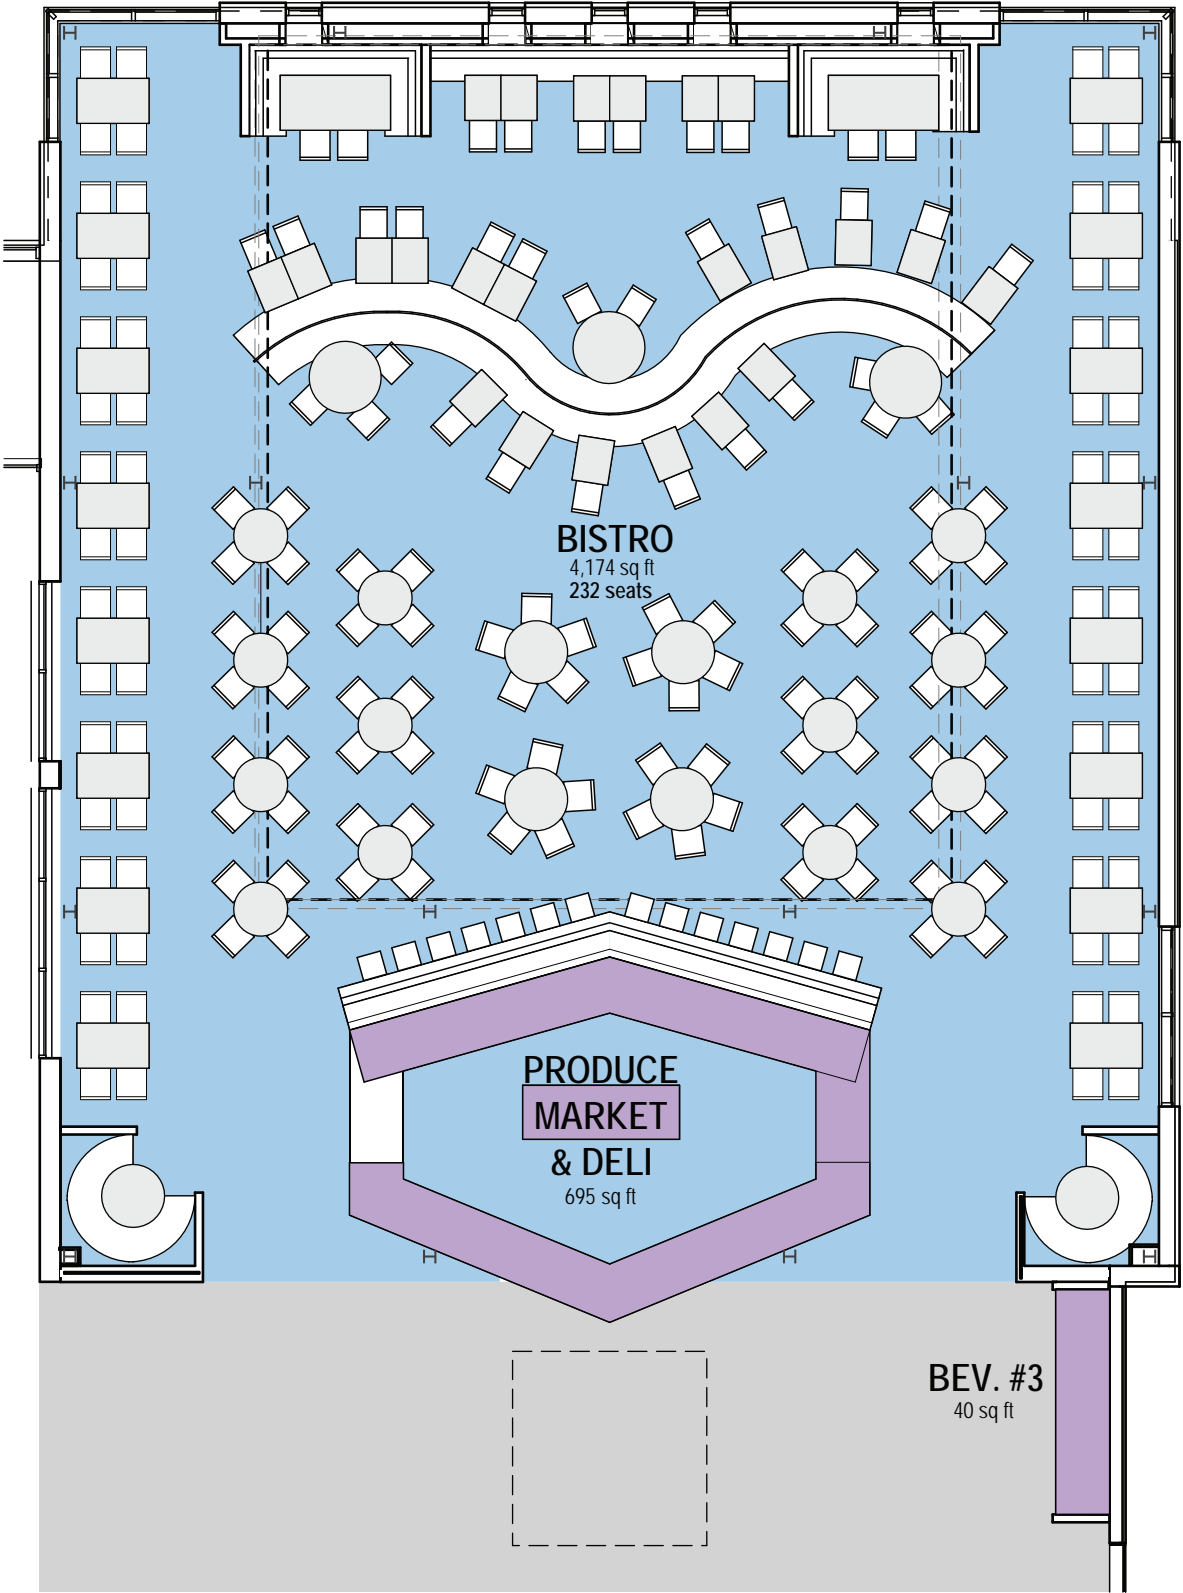 BISTRO
4,174 sq ft
232 seats
PRODUCE
MARKET
& DELI
695 sq ft
BEV. #3
40 sq ft